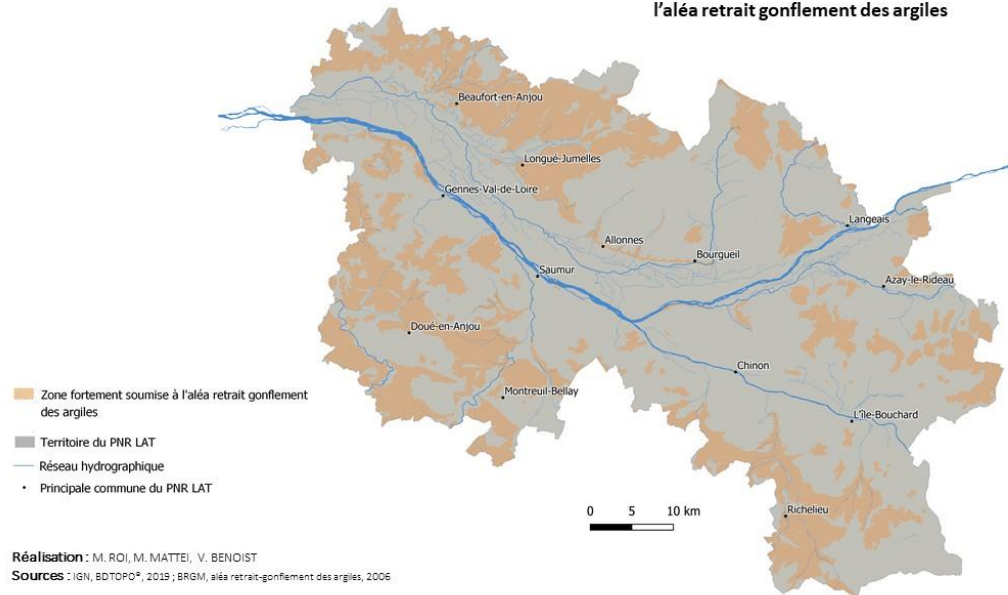 l'aléa retrait gonflement des argiles
Beaufort-en-Anjou
Longué-Jumelles
Gennes-Val-de-Loire
Langeais
Allonnes
Bourgueil
Saumur
Azay-le-Rideau
Doué-en-Anjou
Chinon
Montreuil-Bellay
L'île-Bouchard
Richelieu
Zone fortement soumise à l'aléa retrait gonflement
des argiles
Territoire du PNR LAT
Réseau hydrographique
Principale commune du PNR LAT
0 5 10 km
Réalisation : M. ROI, M. MATTEI, V. BENOIST
Sources : IGN, BDTOPO®, 2019 ; BRGM, aléa retrait-gonflement des argiles, 2006